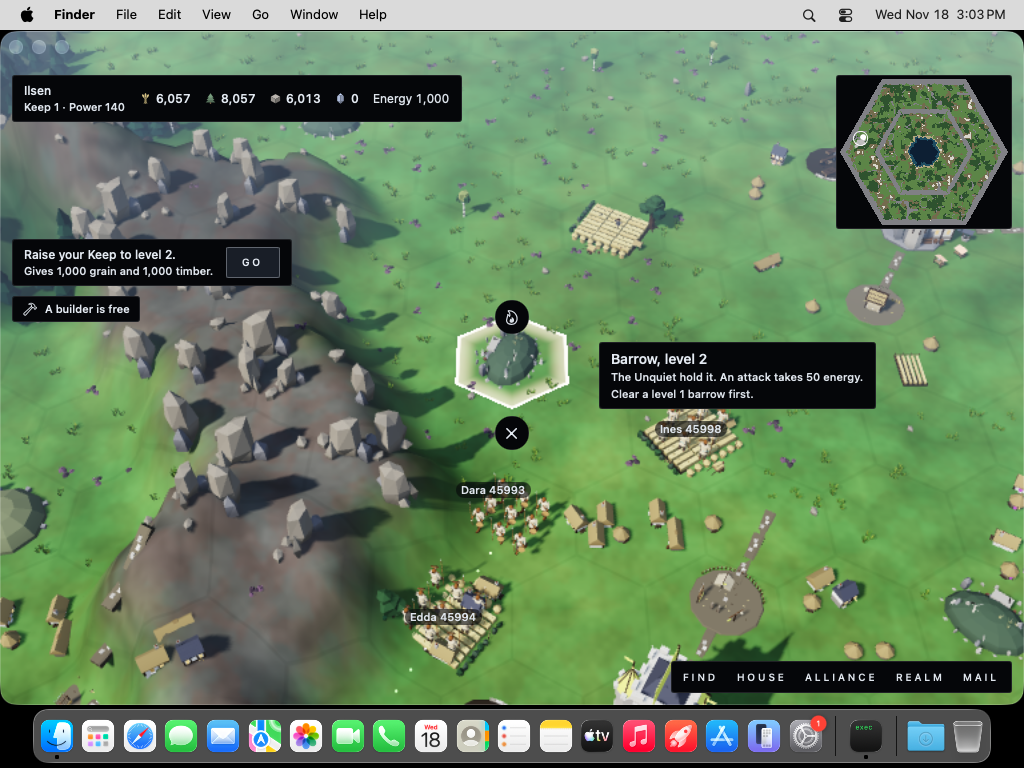 Finder File Edit View Go Window Help Wed Nov 18 3:03 PM
Ilsen
Keep 1 · Power 140
6,057 8,057 6,013 0 Energy 1,000
Raise your Keep to level 2.
Gives 1,000 grain and 1,000 timber.
GO
A builder is free
Barrow, level 2
The Unquiet hold it. An attack takes 50 energy.
Clear a level 1 barrow first.
Ines 45998
Dara 45993
Edda 45994
FIND HOUSE ALLIANCE REALM MAIL
Wed
18
tv
1
exec